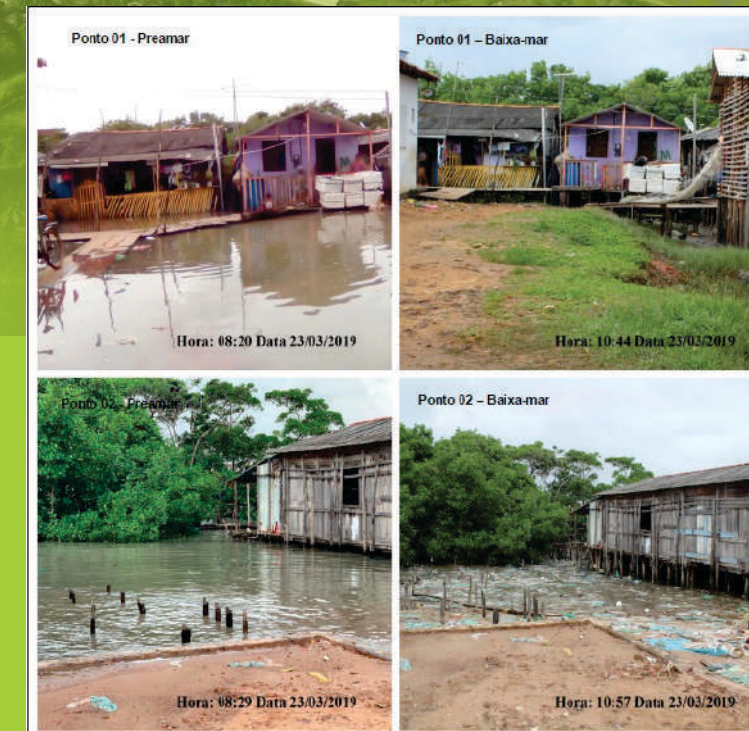 Ponto 01 - Preamar
Ponto 01 – Baixa-mar
M
M
Hora: 08:20 Data 23/03/2019
Hora: 10:44 Data 23/03/2019
Ponto 02 - Preamar
Ponto 02 – Baixa-mar
Hora: 08:29 Data 23/03/2019
Hora: 10:57 Data 23/03/2019